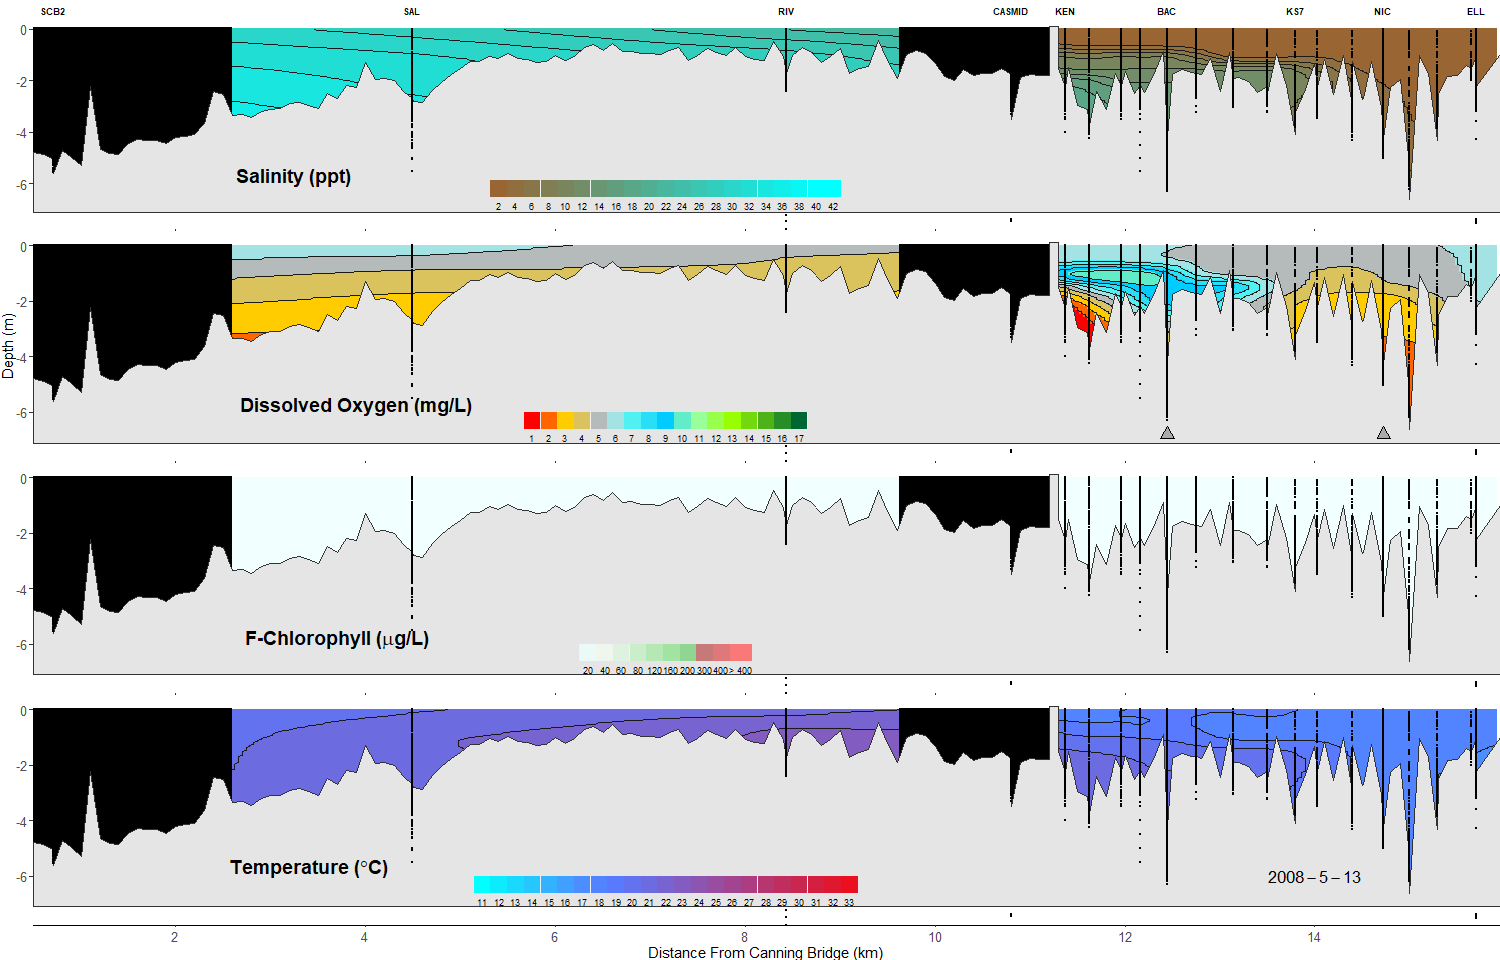 SCB2 SAL RIV CASMID KEN BAC KS7 NIC ELL
0
-2
-4
-6
Salinity (ppt)
2 4 6 8 10 12 14 16 18 20 22 24 26 28 30 32 34 36 38 40 42
0
-2
-4
-6
Depth (m)
Dissolved Oxygen (mg/L)
1 2 3 4 5 6 7 8 9 10 11 12 13 14 15 16 17
0
-2
-4
-6
F-Chlorophyll (µg/L)
20 40 60 80 120 160 200 300 400 > 400
0
-2
-4
-6
Temperature (°C)
11 12 13 14 15 16 17 18 19 20 21 22 23 24 25 26 27 28 29 30 31 32 33
2008 – 5 – 13
2 4 6 8 10 12 14
Distance From Canning Bridge (km)